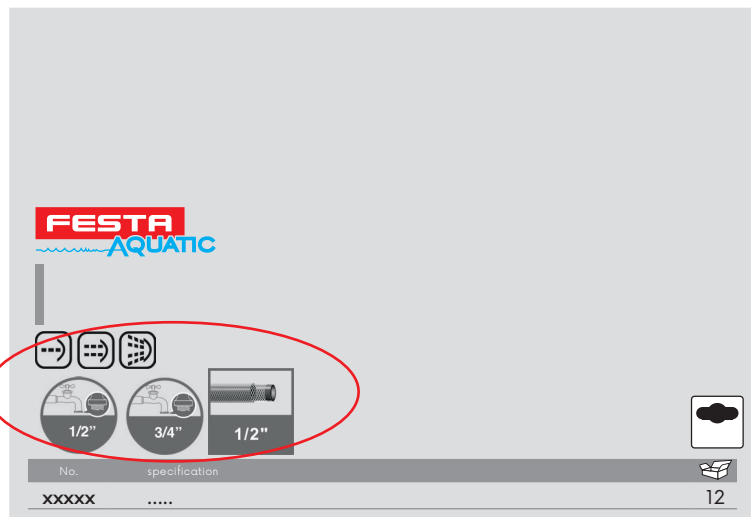 FESTA
AQUATIC
1/2” 3/4” 1/2"
No. specification
xxxxx ..... 12